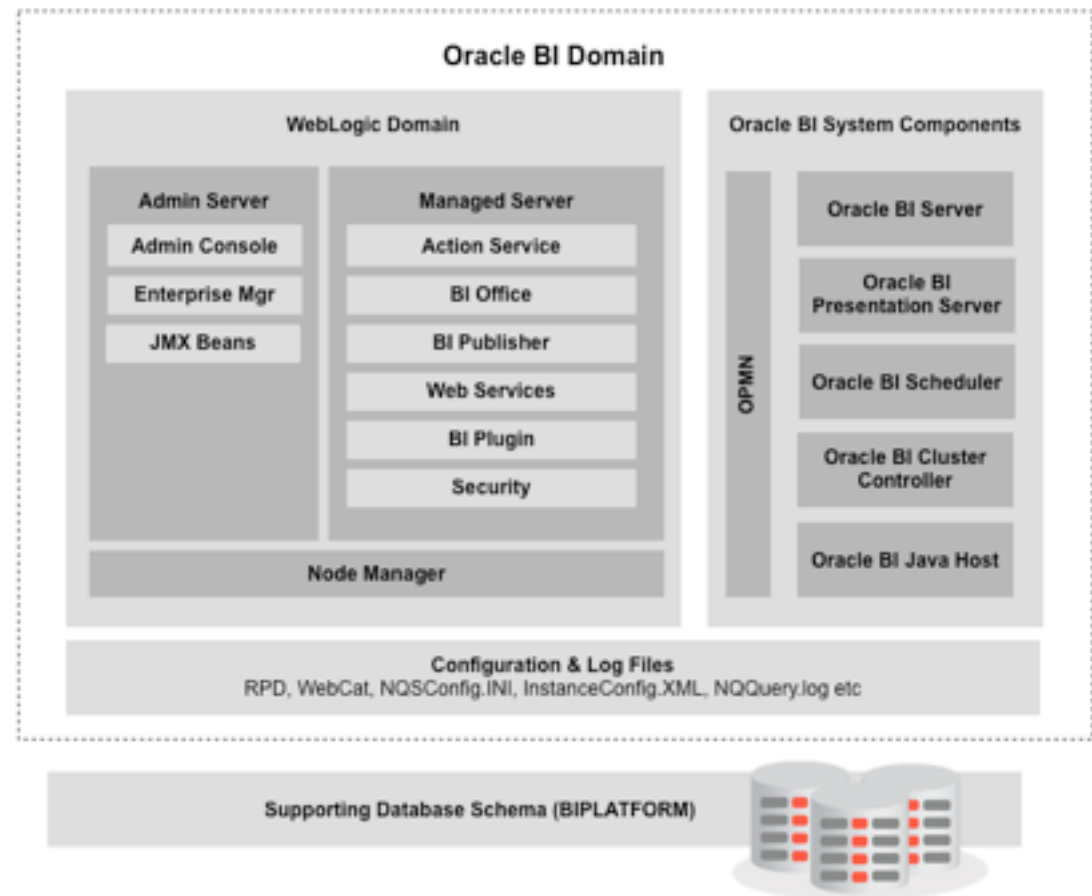 Oracle BI Domain
WebLogic Domain
Admin Server
Admin Console
Enterprise Mgr
JMX Beans
Managed Server
Action Service
BI Office
BI Publisher
Web Services
BI Plugin
Security
Node Manager
Oracle BI System Components
OPMN
Oracle BI Server
Oracle BI
Presentation Server
Oracle BI Scheduler
Oracle BI Cluster
Controller
Oracle BI Java Host
Configuration & Log Files
RPD, WebCat, NQSConfig.INI, InstanceConfig.XML, NQQuery.log etc
Supporting Database Schema (BIPLATFORM)